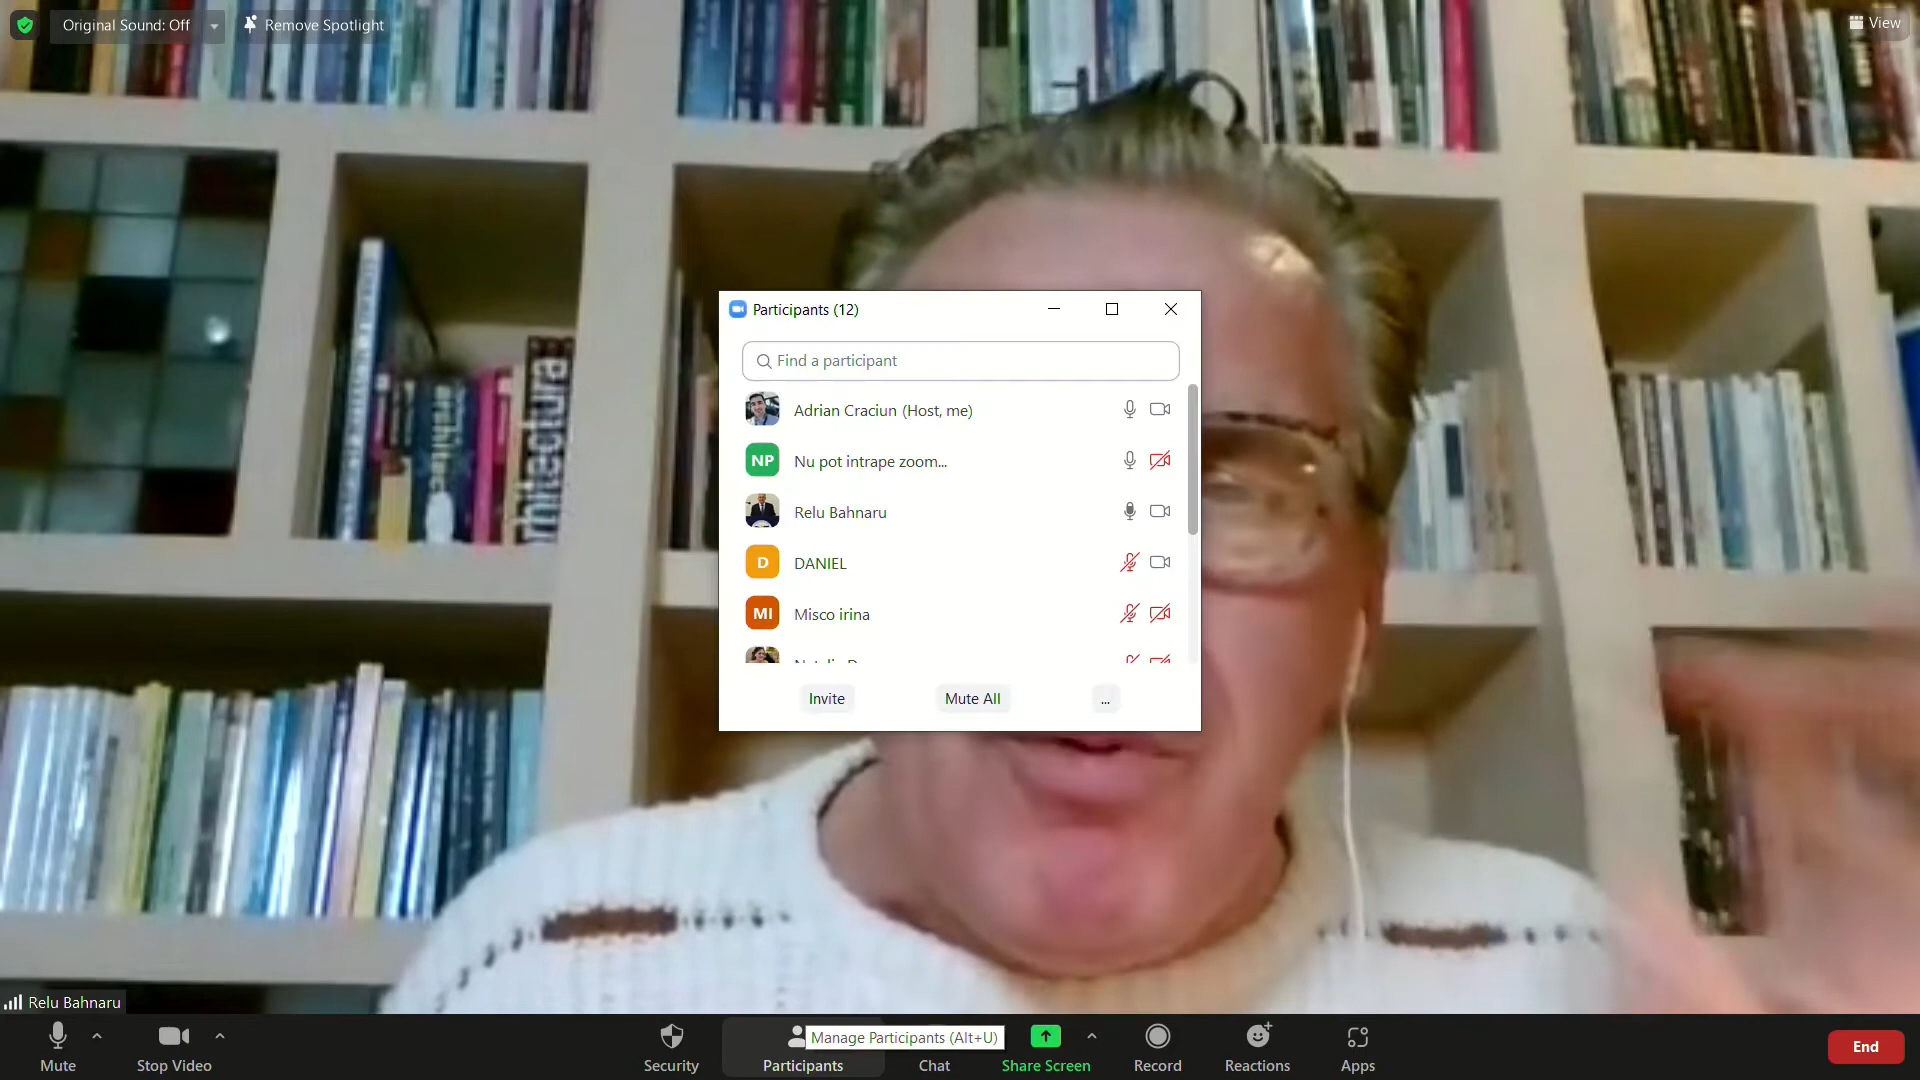 Original Sound: Off
Remove Spotlight
View
arhitect
arhitectura
Participants (12)
Find a participant
Adrian Craciun (Host, me)
NP
Nu pot intrape zoom...
Relu Bahnaru
D
DANIEL
MI
Misco irina
Invite
Mute All
...
Relu Bahnaru
Mute
Stop Video
Security
Participants
Manage Participants (Alt+U)
Chat
Share Screen
Record
Reactions
Apps
End